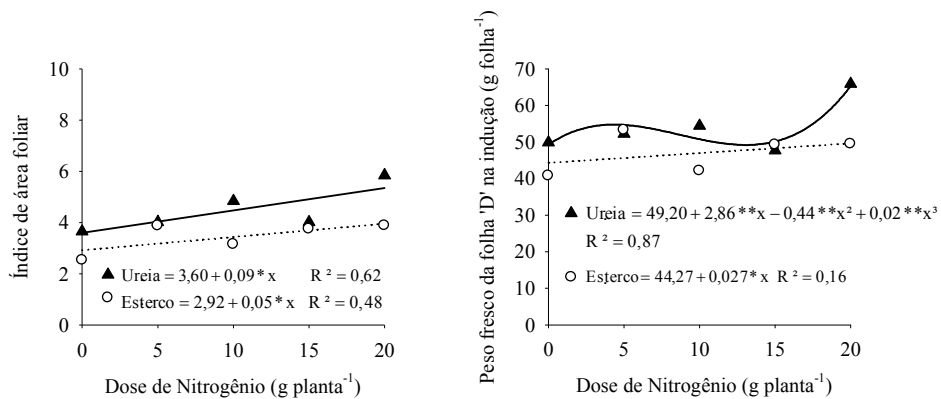 Índice de área foliar
10
8
6
4
2
0
▲ Ureia = 3,60 + 0,09 * x R ² = 0,62
○ Esterco = 2,92 + 0,05 * x R ² = 0,48
0 5 10 15 20
Dose de Nitrogênio (g planta⁻¹)
Peso fresco da folha 'D' na indução (g folha⁻¹)
70
60
50
40
30
20
10
0
▲ Ureia = 49,20 + 2,86 **x − 0,44 **x² + 0,02 **x³
R ² = 0,87
○ Esterco = 44,27 + 0,027* x R ² = 0,16
0 5 10 15 20
Dose de Nitrogênio (g planta⁻¹)